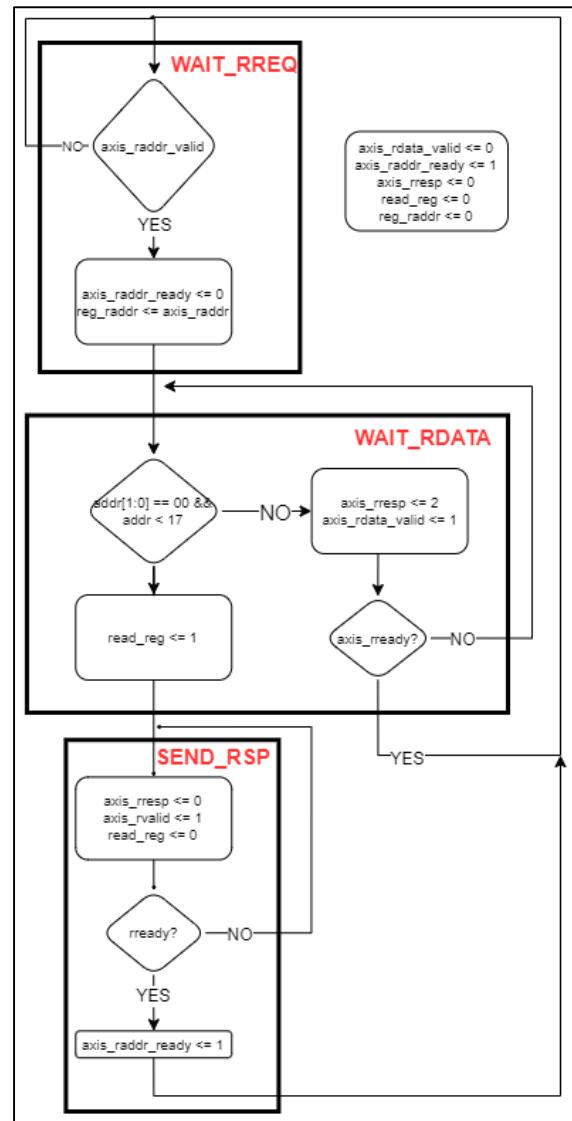 WAIT_RREQ
NO
axis_raddr_valid
YES
axis_rdata_valid <= 0
axis_raddr_ready <= 1
axis_rresp <= 0
read_reg <= 0
reg_raddr <= 0
axis_raddr_ready <= 0
reg_raddr <= axis_raddr
WAIT_RDATA
addr[1:0] == 00 &&
addr < 17
NO
axis_rresp <= 2
axis_rdata_valid <= 1
read_reg <= 1
axis_rready?
NO
YES
SEND_RSP
axis_rresp <= 0
axis_rvalid <= 1
read_reg <= 0
rready?
NO
YES
axis_raddr_ready <= 1